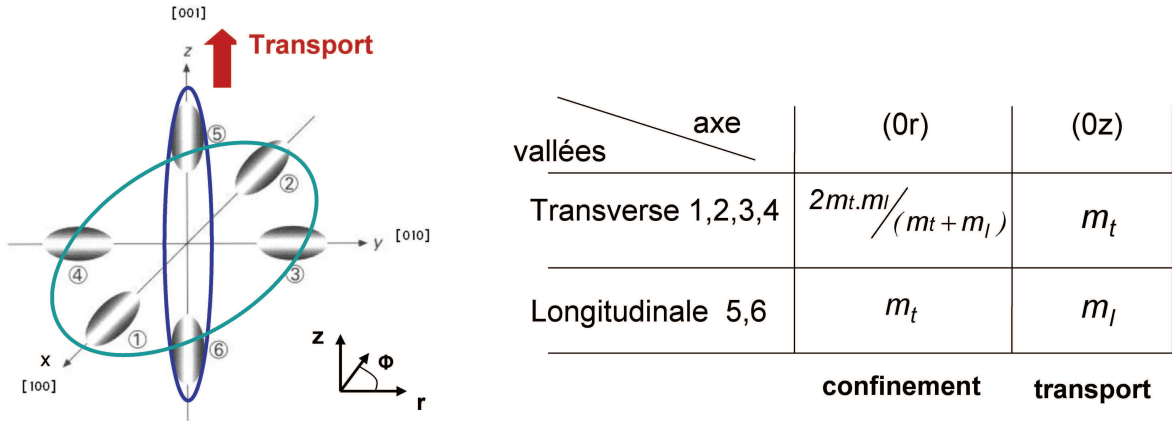 [001]
z
Transport
⑤
②
y [010]
④
③
①
⑥
x
[100]
z
Φ
r
axe
vallées
(0r)
(0z)
Transverse 1,2,3,4
2mt.ml/(mt+ml)
mt
Longitudinale 5,6
mt
ml
confinement
transport